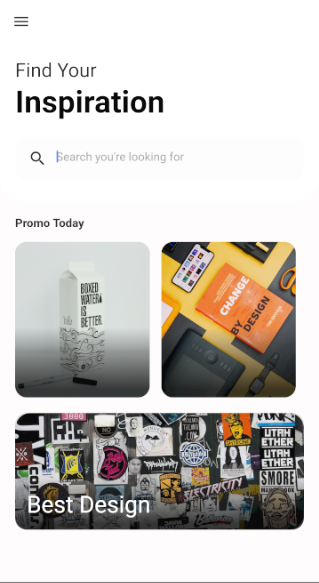 Find Your
Inspiration
Search you're looking for
Promo Today
BOXED
WATER
IS
BETTER.
CHANGE
BY
DESIGN
UTAH
ETHER
UTAH
ETHER
SMORE
ELECTRICITY
Best Design